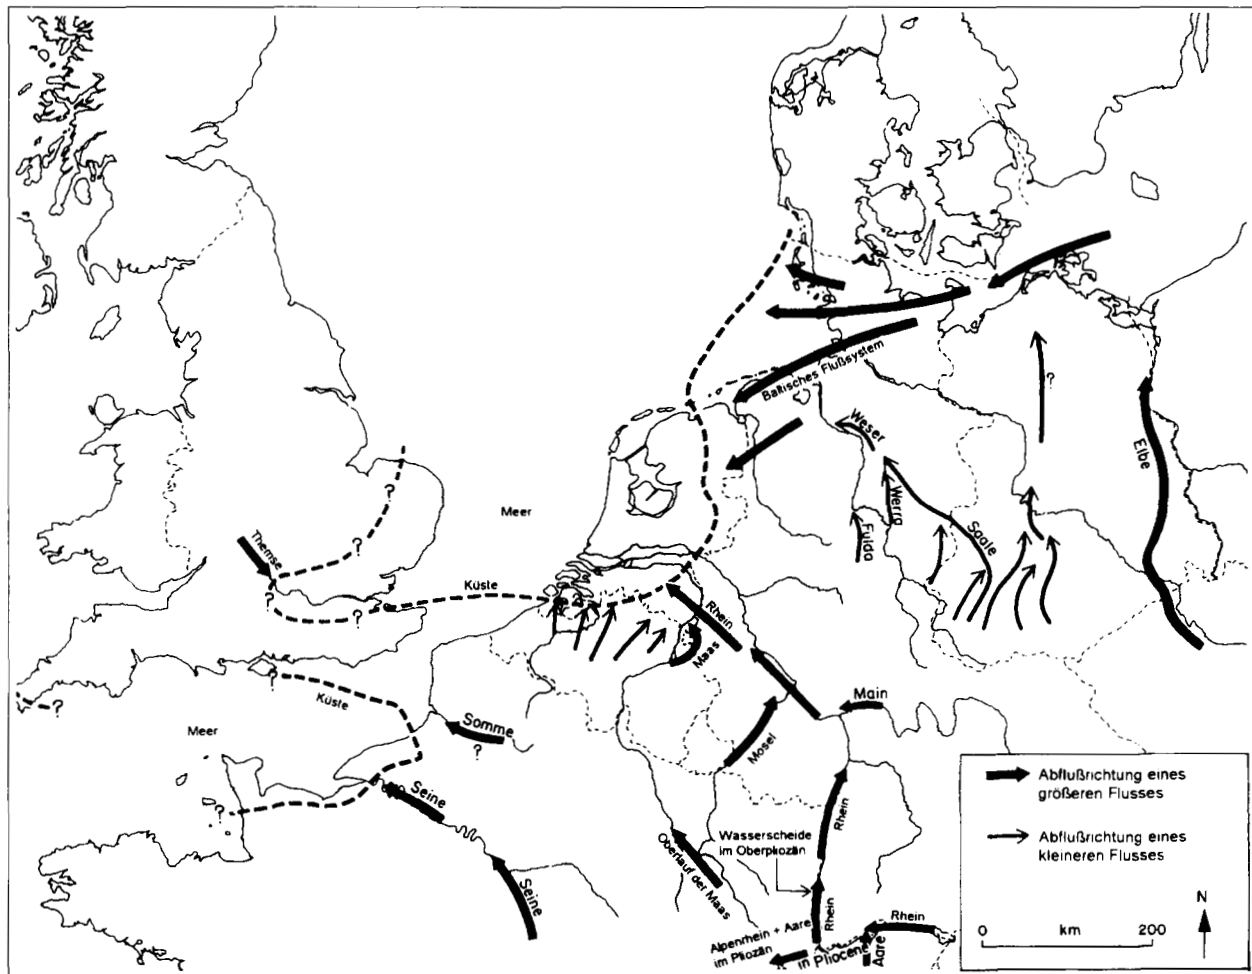 Baltisches Flußsystem
?
Weser
Elbe
Werra
Fulda
Saale
Meer
?
?
Themse
?
?
Küste
Rhein
Maas
?
Küste
?
Meer
Somme
?
Main
Mosel
Seine
?
Rhein
Wasserscheide
im Oberpliozän
Oberlauf der Maas
Seine
Rhein
Alpenrhein + Aare
im Pliozän
in Pliocene
Aare
Rhein
Abflußrichtung eines
größeren Flusses
Abflußrichtung eines
kleineren Flusses
N
0 km 200